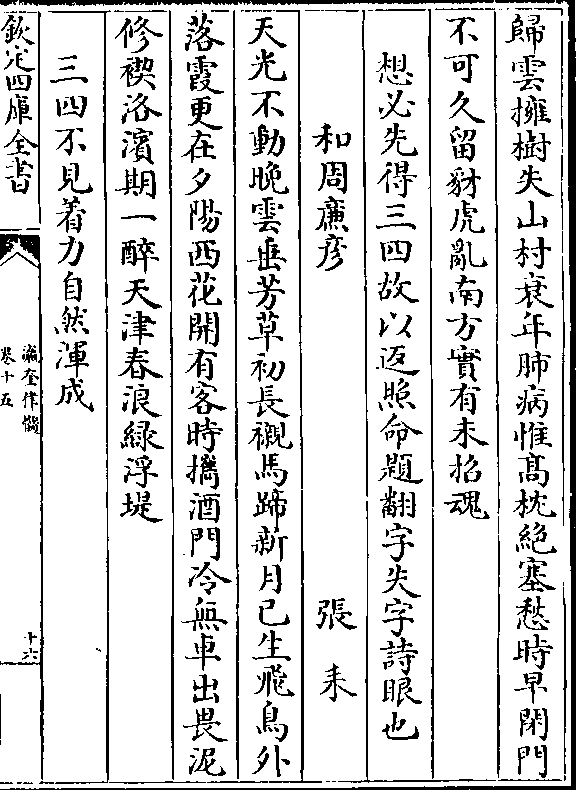 歸雲擁樹失山村衰年肺病惟髙枕絶塞愁時早閉門
不可久留豺虎亂南方實有未招魂
想必先得三四故以返照命題翻字失字詩眼也
和周㢘彦　張耒
天光不動晩雲垂芳草初長襯馬蹄新月已生飛鳥外
落霞更在夕陽西花開有客時擕酒門冷無車出畏泥
修禊洛濱期一醉天津春浪緑浮堤
三四不見着力自然渾成
欽定四庫全書
瀛奎律髓
卷十五
十六